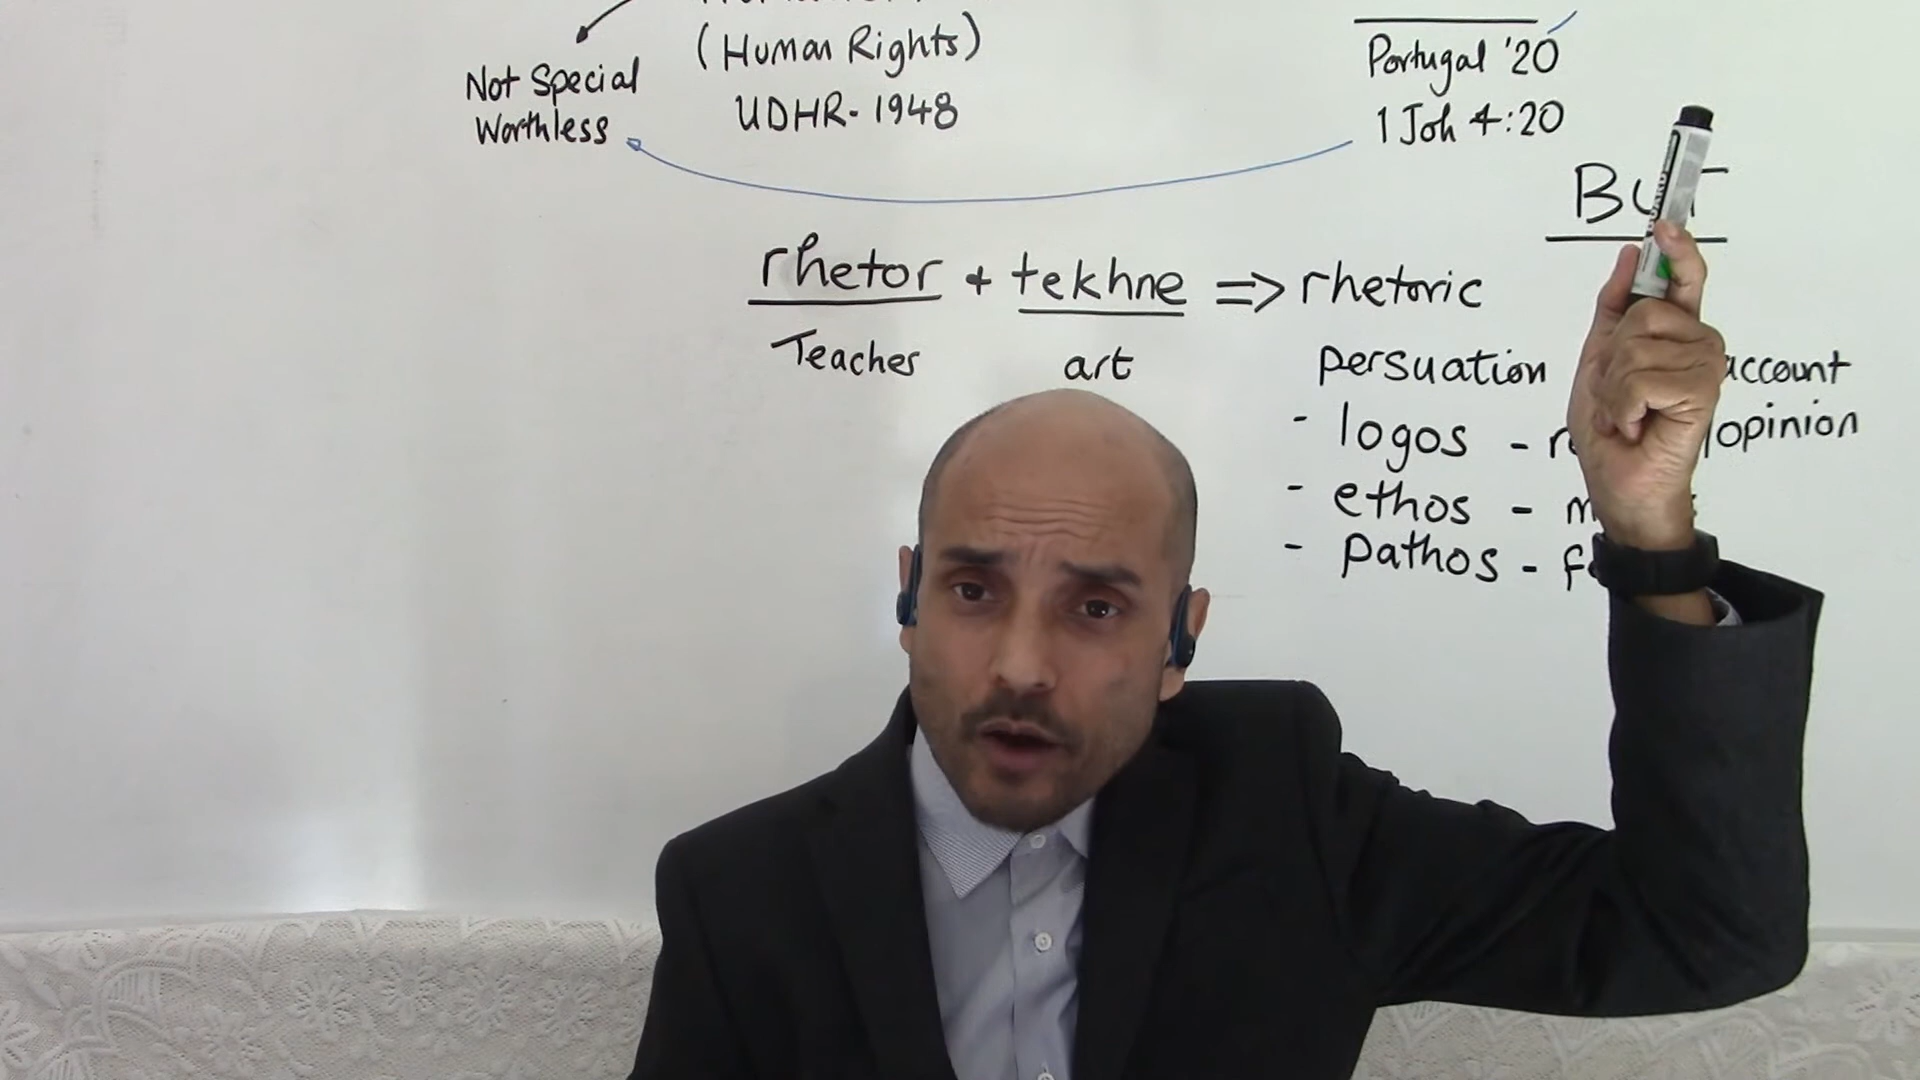 (Human Rights)
UDHR- 1948
Not Special
Worthless
Portugal '20
1 Joh 4:20
rhetor + tekhne => rhetoric
Teacher art
persuation account
- logos - opinion
- ethos -
- pathos -